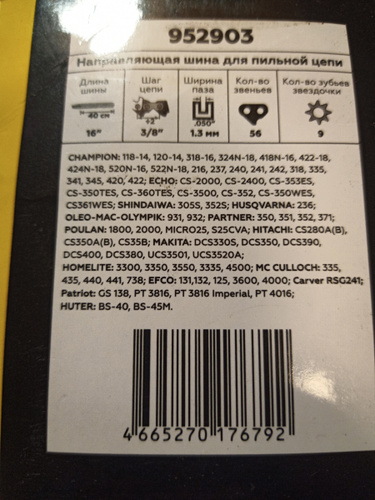 952903
Направляющая шина для пильной цепи
Длина шины
Шаг цепи
Ширина паза
Кол-во звеньев
Кол-во зубьев звездочки
40 см
÷2
.050"
16"
3/8"
1.3 мм
56
9
CHAMPION: 118-14, 120-14, 318-16, 324N-18, 418N-16, 422-18,
424N-18, 520N-16, 522N-18, 216, 237, 240, 241, 242, 318, 335,
341, 345, 420, 422; ECHO: CS-2000, CS-2400, CS-353ES,
CS-350TES, CS-360TES, CS-3500, CS-352, CS-350WES,
CS361WES; SHINDAIWA: 305S, 352S; HUSQVARNA: 236;
OLEO-MAC-OLYMPIK: 931, 932; PARTNER: 350, 351, 352, 371;
POULAN: 1800, 2000, MICRO25, S25CVA; HITACHI: CS280A(B),
CS350A(B), CS35B; MAKITA: DCS330S, DCS350, DCS390,
DCS400, DCS380, UCS3501, UCS3520A;
HOMELITE: 3300, 3350, 3550, 3335, 4500; MC CULLOCH: 335,
435, 440, 441, 738; EFCO: 131,132, 125, 3600, 4000; Carver RSG241;
Patriot: GS 138, PT 3816, PT 3816 Imperial, PT 4016;
HUTER: BS-40, BS-45M.
4 665270 176792